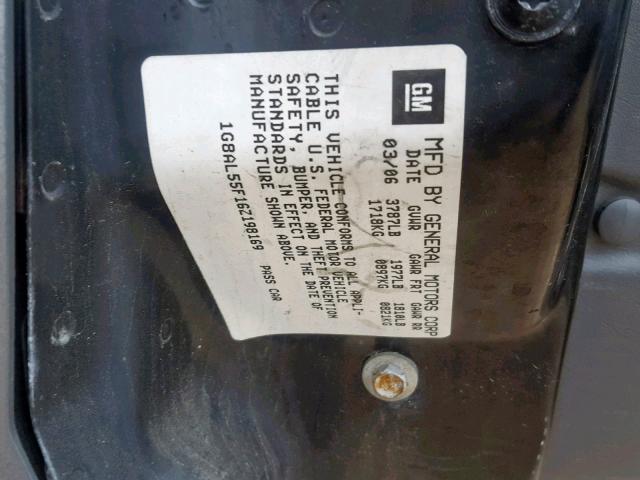 GM
MFD BY GENERAL MOTORS CORP
DATE GVWR GAWR FRT GAWR RR
03/06 3787LB 1977LB 1810LB
1718KG 0897KG 0821KG
THIS VEHICLE CONFORMS TO ALL APPLI-
CABLE U.S. FEDERAL MOTOR VEHICLE
SAFETY, BUMPER, AND THEFT PREVENTION
STANDARDS IN EFFECT ON THE DATE OF
MANUFACTURE SHOWN ABOVE.
1G8AL55F16Z198169 PASS CAR